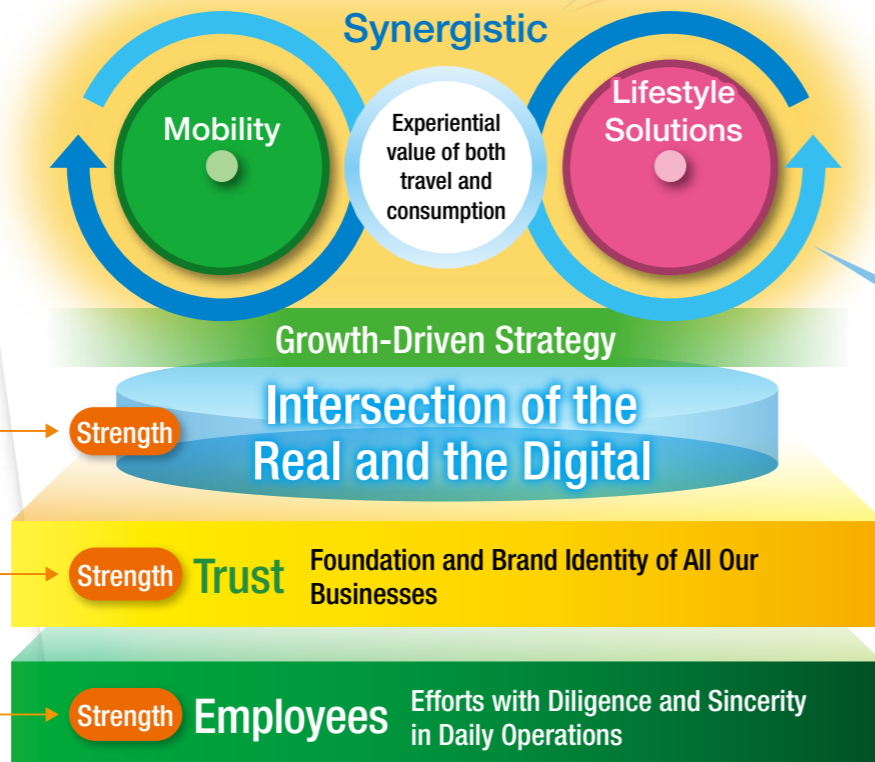 Synergistic
Mobility
Experiential
value of both
travel and
consumption
Lifestyle
Solutions
Growth-Driven Strategy
Strength
Intersection of the
Real and the Digital
Strength
Trust
Foundation and Brand Identity of All Our
Businesses
Strength
Employees
Efforts with Diligence and Sincerity
in Daily Operations